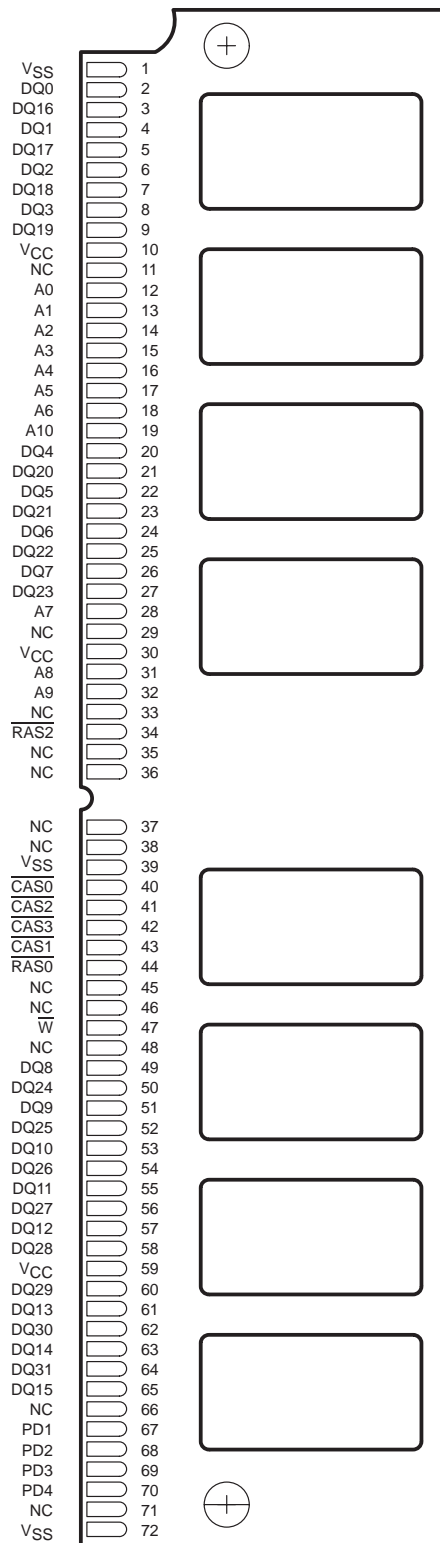 VSS 1
DQ0 2
DQ16 3
DQ1 4
DQ17 5
DQ2 6
DQ18 7
DQ3 8
DQ19 9
VCC 10
NC 11
A0 12
A1 13
A2 14
A3 15
A4 16
A5 17
A6 18
A10 19
DQ4 20
DQ20 21
DQ5 22
DQ21 23
DQ6 24
DQ22 25
DQ7 26
DQ23 27
A7 28
NC 29
VCC 30
A8 31
A9 32
NC 33
RAS2 34
NC 35
NC 36
NC 37
NC 38
VSS 39
CAS0 40
CAS2 41
CAS3 42
CAS1 43
RAS0 44
NC 45
NC 46
W 47
NC 48
DQ8 49
DQ24 50
DQ9 51
DQ25 52
DQ10 53
DQ26 54
DQ11 55
DQ27 56
DQ12 57
DQ28 58
VCC 59
DQ29 60
DQ13 61
DQ30 62
DQ14 63
DQ31 64
DQ15 65
NC 66
PD1 67
PD2 68
PD3 69
PD4 70
NC 71
VSS 72